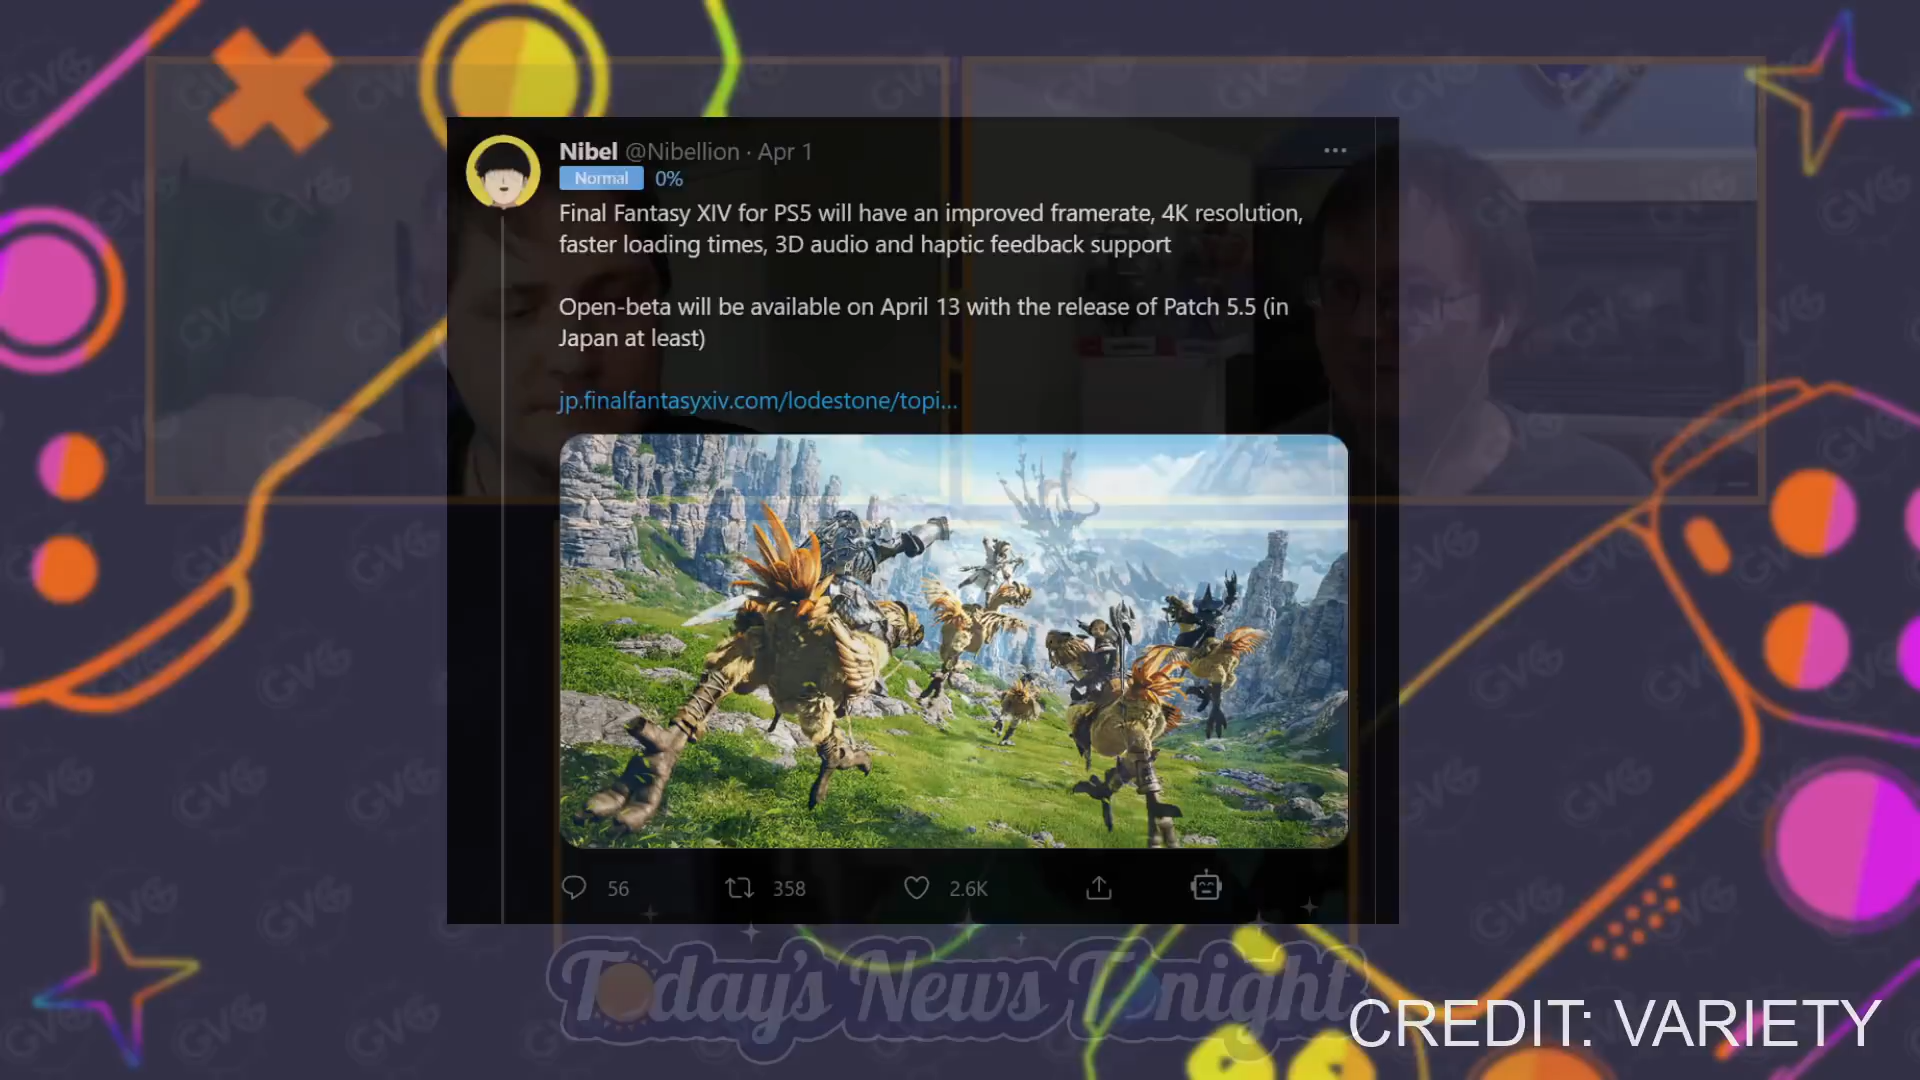 Nibel @Nibellion · Apr 1
Normal 0%
Final Fantasy XIV for PS5 will have an improved framerate, 4K resolution,
faster loading times, 3D audio and haptic feedback support
Open-beta will be available on April 13 with the release of Patch 5.5 (in
Japan at least)
jp.finalfantasyxiv.com/lodestone/topi...
56 358 2.6K
Today's News Tonight
CREDIT: VARIETY